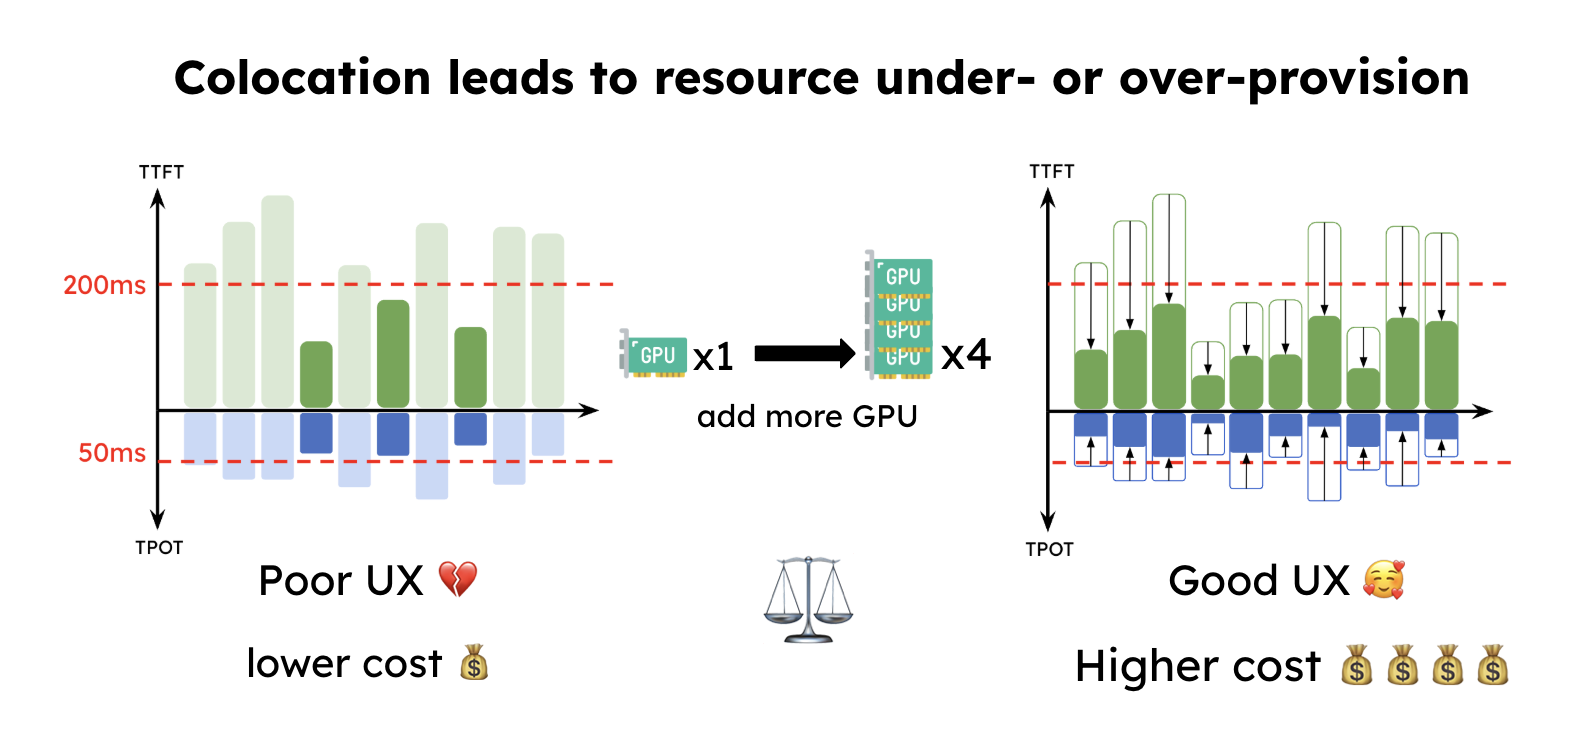 Colocation leads to resource under- or over-provision
TTFT
200ms
50ms
TPOT
Poor UX
lower cost
GPU x1
GPU
GPU
GPU
GPU
x4
add more GPU
TTFT
TPOT
Good UX
Higher cost